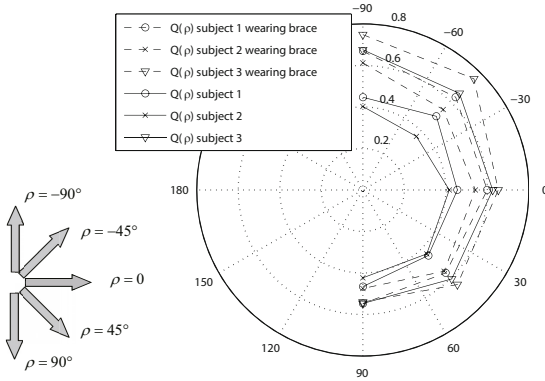 Q(ρ) subject 1 wearing brace
Q(ρ) subject 2 wearing brace
Q(ρ) subject 3 wearing brace
Q(ρ) subject 1
Q(ρ) subject 2
Q(ρ) subject 3
−90
0.8
−60
0.6
−30
0.4
0.2
180
0
150
30
120
60
90
ρ = −90°
ρ = −45°
ρ = 0
ρ = 45°
ρ = 90°